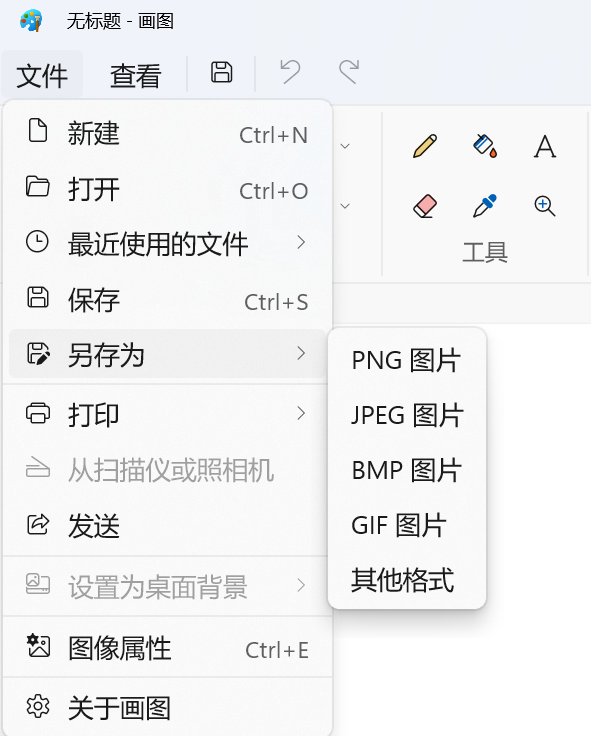 无标题 - 画图
文件 查看
新建 Ctrl+N
打开 Ctrl+O
最近使用的文件
保存 Ctrl+S
另存为
打印
从扫描仪或照相机
发送
设置为桌面背景
图像属性 Ctrl+E
关于画图
PNG 图片
JPEG 图片
BMP 图片
GIF 图片
其他格式
A
工具